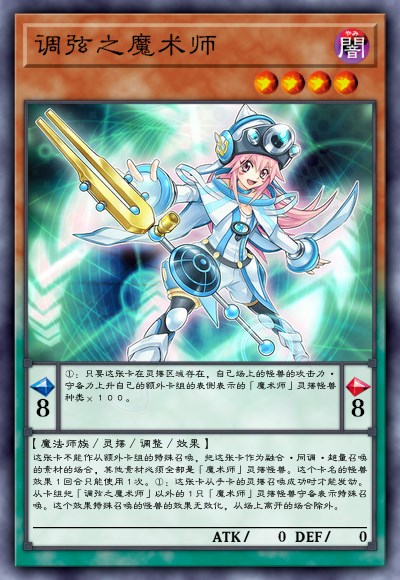 调弦之魔术师
やみ
闇
①：只要这张卡在灵摆区域存在，自己场上的怪兽的攻击力·
守备力上升自己的额外卡组的表侧表示的「魔术师」灵摆怪兽
种类×１００。
8
8
【魔法师族／灵摆／调整／效果】
这张卡不能从额外卡组的特殊召唤，把这张卡作为融合·同调·超量召唤
的素材的场合，其他素材必须全部是「魔术师」灵摆怪兽。这个卡名的怪兽
效果１回合只能使用１次。①：这张卡从手卡的灵摆召唤成功时才能发动。
从卡组把「调弦之魔术师」以外的１只「魔术师」灵摆怪兽守备表示特殊召
唤。这个效果特殊召唤的怪兽的效果无效化，从场上离开的场合除外。
ATK/ 0 DEF/ 0